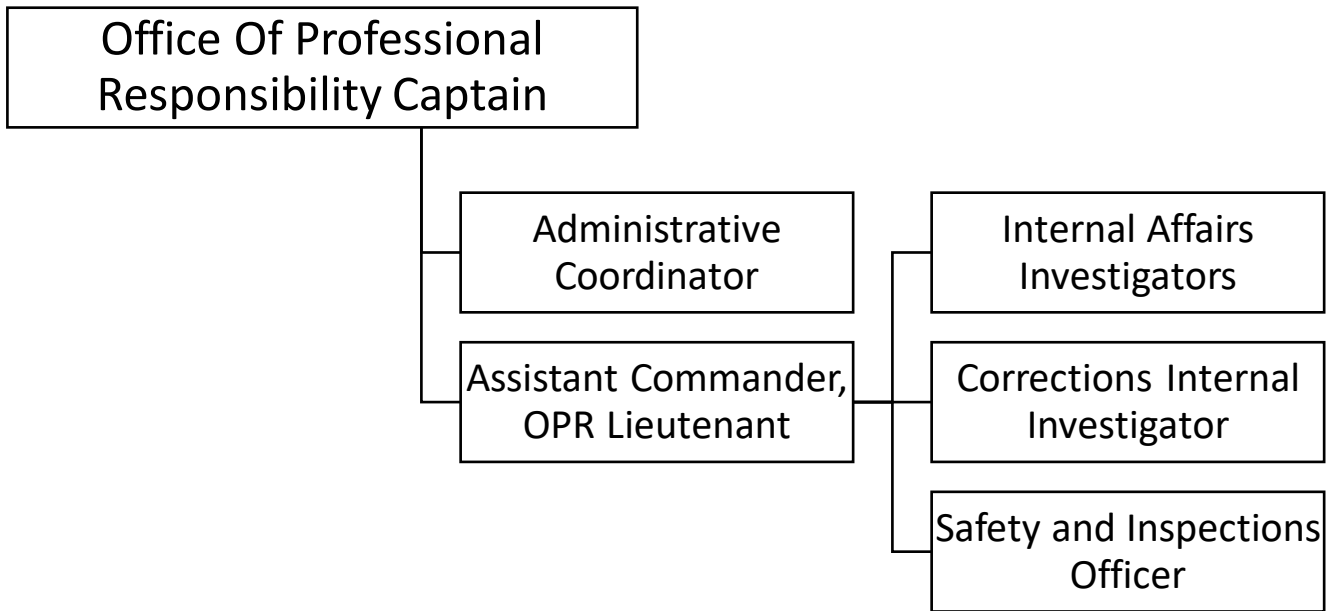 Office Of Professional
Responsibility Captain
Administrative
Coordinator
Assistant Commander,
OPR Lieutenant
Internal Affairs
Investigators
Corrections Internal
Investigator
Safety and Inspections
Officer